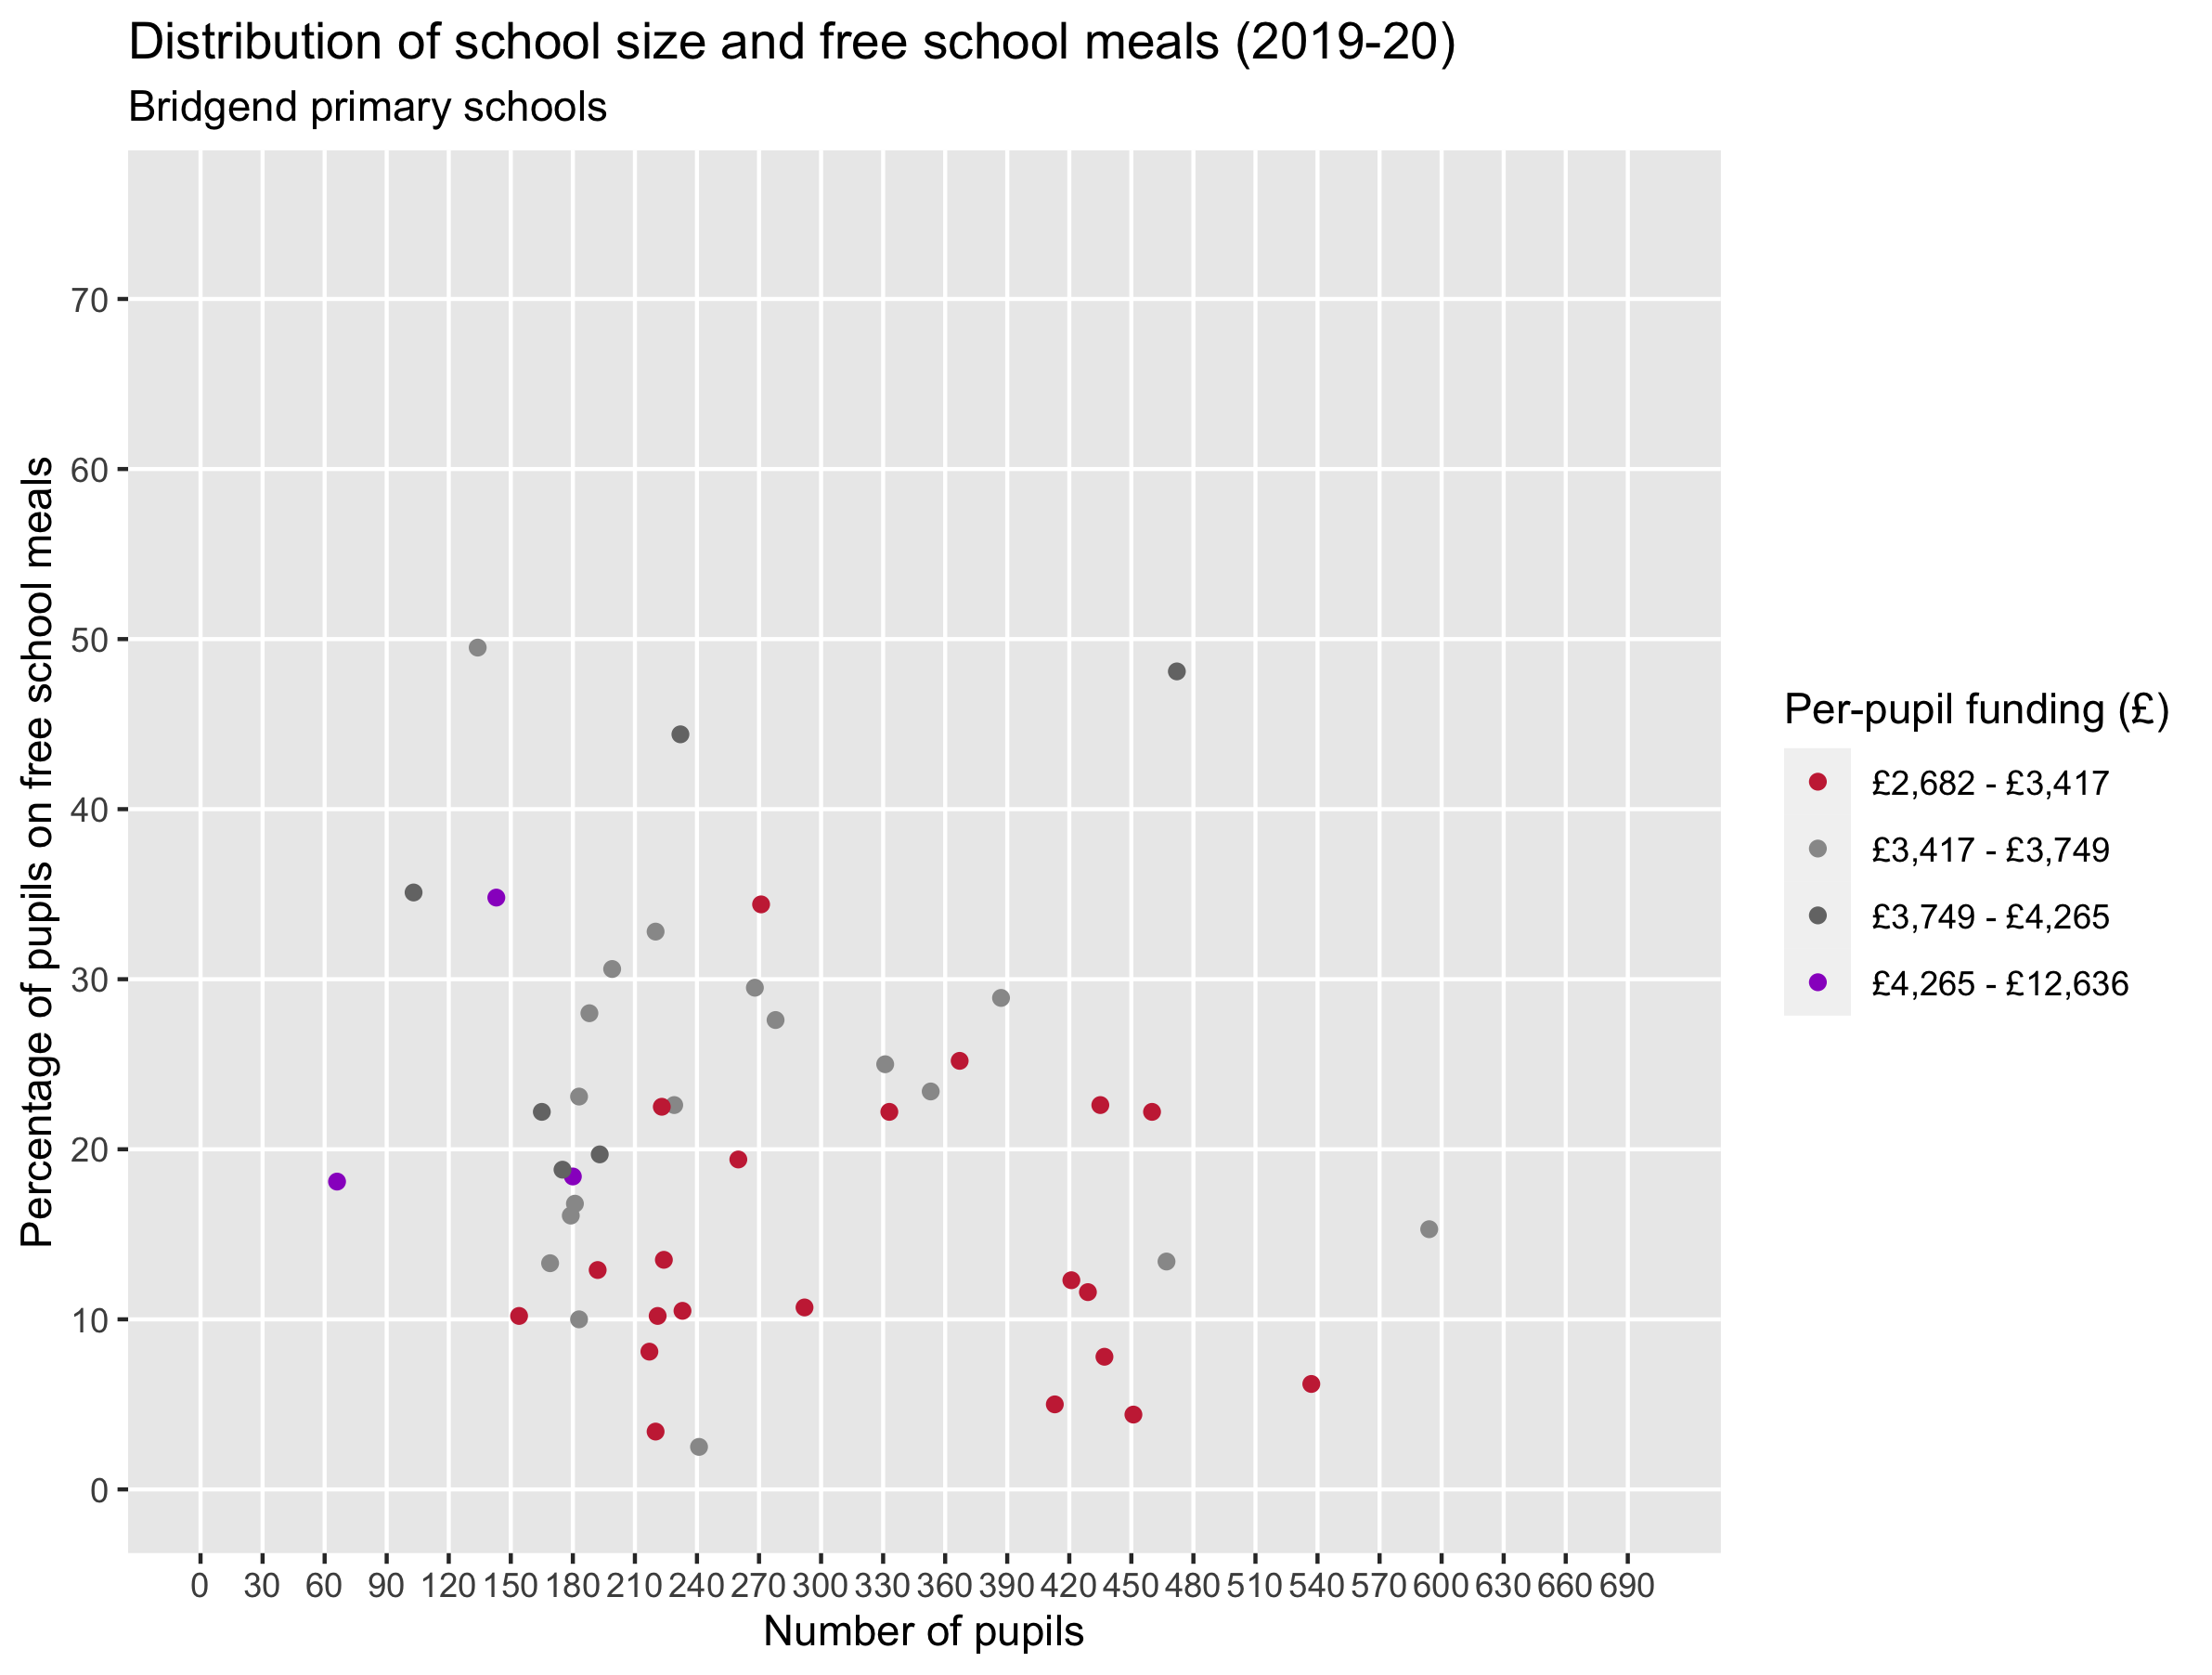 Distribution of school size and free school meals (2019-20)
Bridgend primary schools
Percentage of pupils on free school meals
70
60
50
40
30
20
10
0
0 30 60 90 120 150 180 210 240 270 300 330 360 390 420 450 480 510 540 570 600 630 660 690
Number of pupils
Per-pupil funding (£)
£2,682 - £3,417
£3,417 - £3,749
£3,749 - £4,265
£4,265 - £12,636